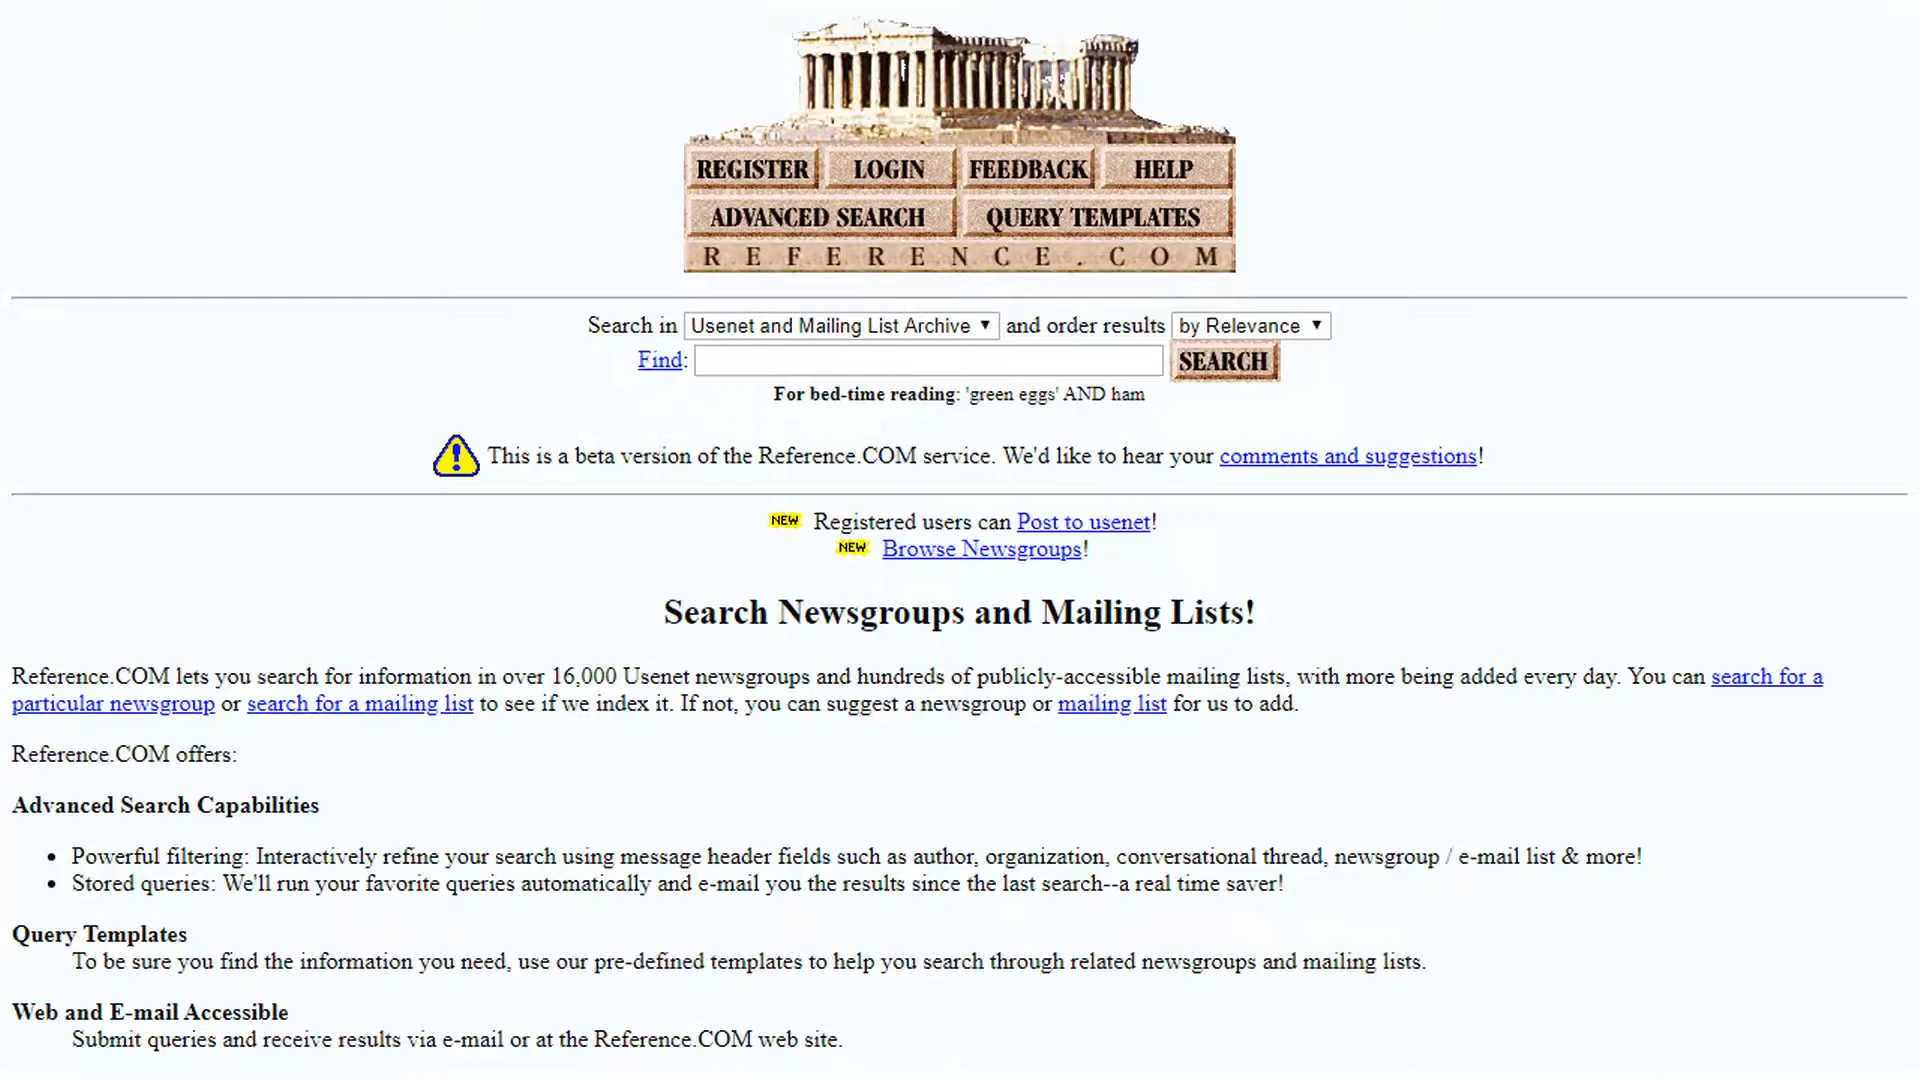 REGISTER LOGIN FEEDBACK HELP
ADVANCED SEARCH QUERY TEMPLATES
REFERENCE.COM
Search in Usenet and Mailing List Archive ▼ and order results by Relevance ▼
Find: SEARCH
For bed-time reading: 'green eggs' AND ham
This is a beta version of the Reference.COM service. We'd like to hear your comments and suggestions!
NEW Registered users can Post to usenet!
NEW Browse Newsgroups!
Search Newsgroups and Mailing Lists!
Reference.COM lets you search for information in over 16,000 Usenet newsgroups and hundreds of publicly-accessible mailing lists, with more being added every day. You can search for a
particular newsgroup or search for a mailing list to see if we index it. If not, you can suggest a newsgroup or mailing list for us to add.
Reference.COM offers:
Advanced Search Capabilities
• Powerful filtering: Interactively refine your search using message header fields such as author, organization, conversational thread, newsgroup / e-mail list & more!
• Stored queries: We'll run your favorite queries automatically and e-mail you the results since the last search--a real time saver!
Query Templates
To be sure you find the information you need, use our pre-defined templates to help you search through related newsgroups and mailing lists.
Web and E-mail Accessible
Submit queries and receive results via e-mail or at the Reference.COM web site.